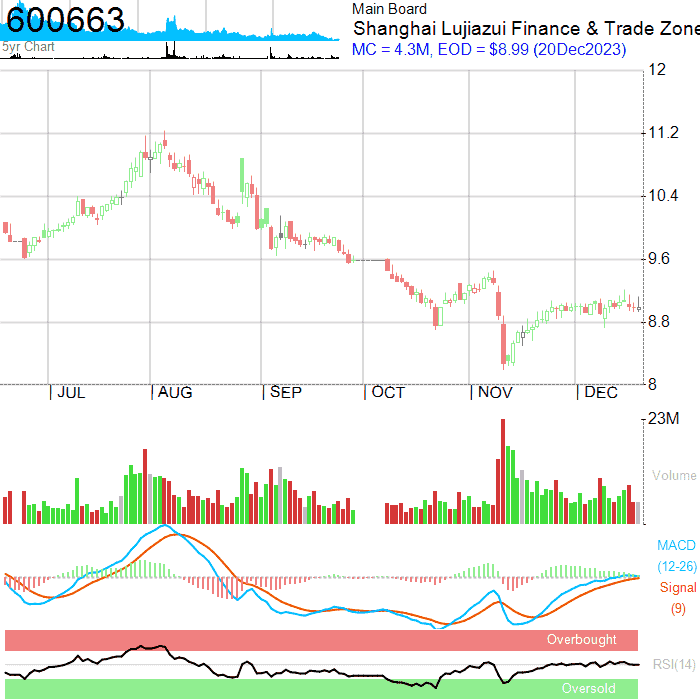 600663
5yr Chart
Main Board
Shanghai Lujiazui Finance & Trade Zone
MC = 4.3M, EOD = $8.99 (20Dec2023)
12
11.2
10.4
9.6
8.8
8
JUL
AUG
SEP
OCT
NOV
DEC
23M
Volume
MACD
(12-26)
Signal
(9)
Overbought
RSI(14)
Oversold